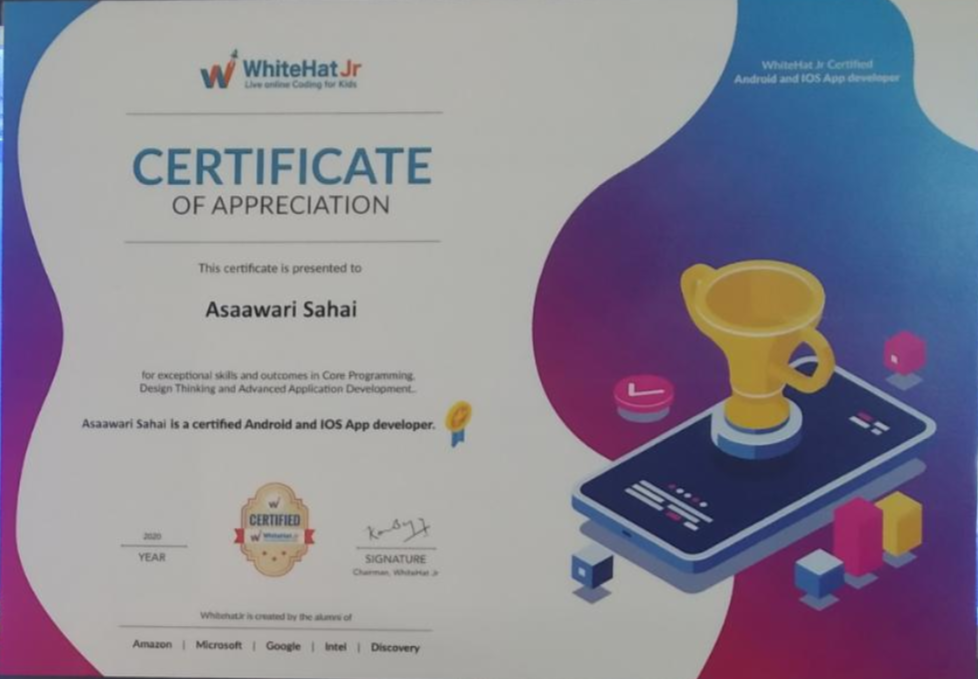 WhiteHat Jr
Live online Coding for Kids
WhiteHat Jr Certified
Android and IOS App developer
CERTIFICATE
OF APPRECIATION
This certificate is presented to
Asaawari Sahai
for exceptional skills and outcomes in Core Programming,
Design Thinking and Advanced Application Development..
Asaawari Sahai is a certified Android and IOS App developer.
W
CERTIFIED
WhiteHat Jr
2020
YEAR
SIGNATURE
Chairman, WhiteHat Jr
WhitehatJr is created by the alumni of
Amazon | Microsoft | Google | Intel | Discovery